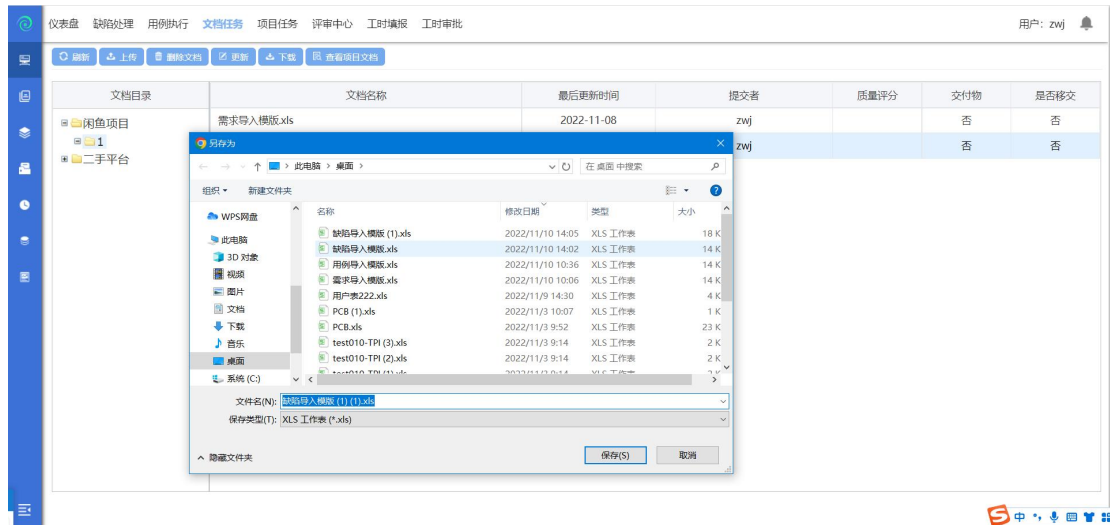 仪表盘 缺陷处理 用例执行 文档任务 项目任务 评审中心 工时填报 工时审批 用户：zwj
刷新 上传 删除文档 更新 下载 查看项目文档
文档目录 文档名称 最后更新时间 提交者 质量评分 交付物 是否移交
闲鱼项目 需求导入模版.xls 2022-11-08 zwj 否 否
1 zwj 否 否
二手平台
另存为
此电脑 › 桌面 › 在 桌面 中搜索
组织 新建文件夹
名称 修改日期 类型 大小
WPS网盘
此电脑
3D 对象
视频
图片
文档
下载
音乐
桌面
系统 (C:)
缺陷导入模版 (1).xls 2022/11/10 14:05 XLS 工作表 18 K
缺陷导入模版.xls 2022/11/10 14:02 XLS 工作表 14 K
用例导入模版.xls 2022/11/10 10:36 XLS 工作表 14 K
需求导入模版.xls 2022/11/10 10:06 XLS 工作表 14 K
用户表222.xls 2022/11/9 14:30 XLS 工作表 4 K
PCB (1).xls 2022/11/3 10:07 XLS 工作表 1 K
PCB.xls 2022/11/3 9:52 XLS 工作表 23 K
test010-TPI (3).xls 2022/11/3 9:14 XLS 工作表 2 K
test010-TPI (2).xls 2022/11/3 9:14 XLS 工作表 2 K
文件名(N): 缺陷导入模版 (1) (1).xls
保存类型(T): XLS 工作表 (*.xls)
隐藏文件夹 保存(S) 取消
中